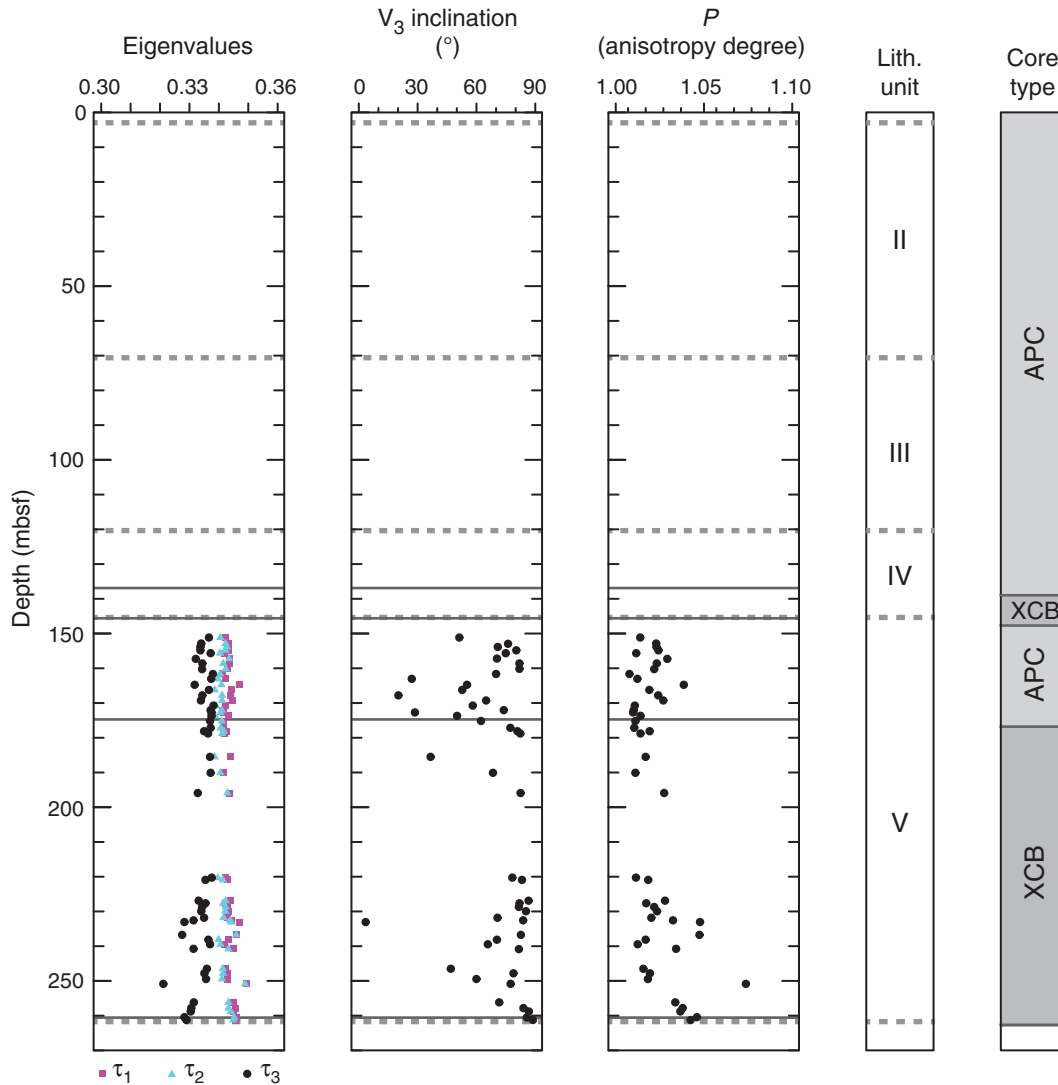 Eigenvalues
0.30 0.33 0.36
V3 inclination
(°)
0 30 60 90
P
(anisotropy degree)
1.00 1.05 1.10
Lith.
unit
Core
type
Depth (mbsf)
0
50
100
150
200
250
II
III
IV
V
APC
XCB
APC
XCB
τ1 τ2 τ3